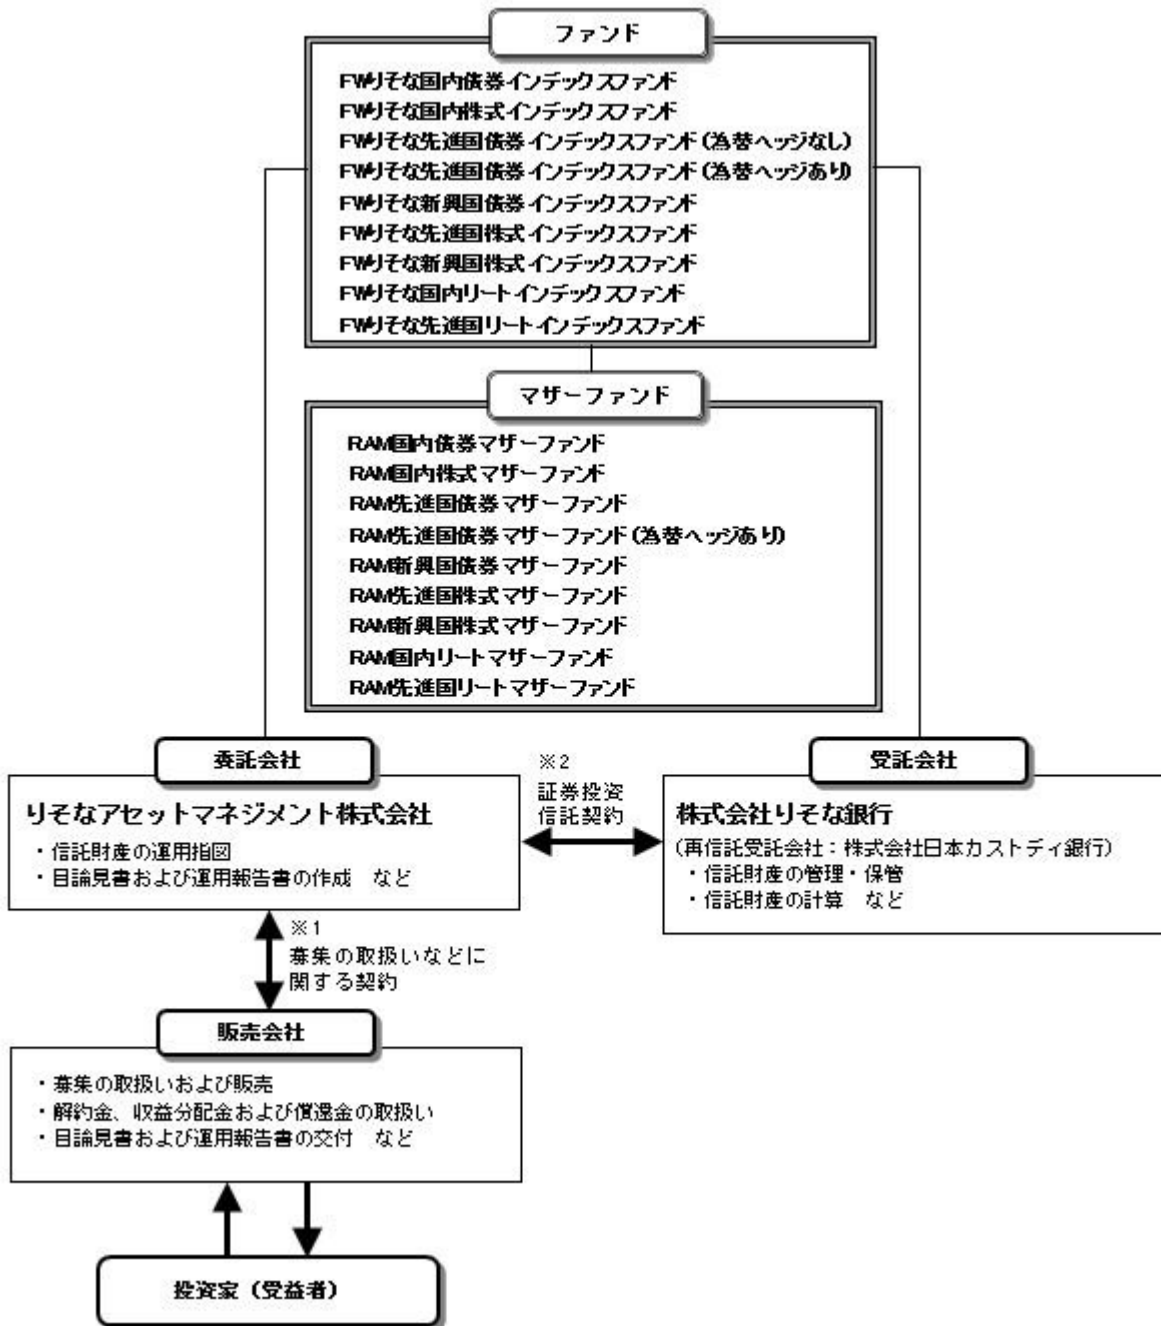 ファンド
FWりそな国内債券インデックスファンド
FWりそな国内株式インデックスファンド
FWりそな先進国債券インデックスファンド(為替ヘッジなし)
FWりそな先進国債券インデックスファンド(為替ヘッジあり)
FWりそな新興国債券インデックスファンド
FWりそな先進国株式インデックスファンド
FWりそな新興国株式インデックスファンド
FWりそな国内リートインデックスファンド
FWりそな先進国リートインデックスファンド
マザーファンド
RAM国内債券マザーファンド
RAM国内株式マザーファンド
RAM先進国債券マザーファンド
RAM先進国債券マザーファンド(為替ヘッジあり)
RAM新興国債券マザーファンド
RAM先進国株式マザーファンド
RAM新興国株式マザーファンド
RAM国内リートマザーファンド
RAM先進国リートマザーファンド
委託会社
りそなアセットマネジメント株式会社
・信託財産の運用指図
・目論見書および運用報告書の作成 など
※2
証券投資
信託契約
受託会社
株式会社りそな銀行
(再信託受託会社：株式会社日本カストディ銀行)
・信託財産の管理・保管
・信託財産の計算 など
※1
募集の取扱いなどに
関する契約
販売会社
・募集の取扱いおよび販売
・解約金、収益分配金および償還金の取扱い
・目論見書および運用報告書の交付 など
投資家（受益者）